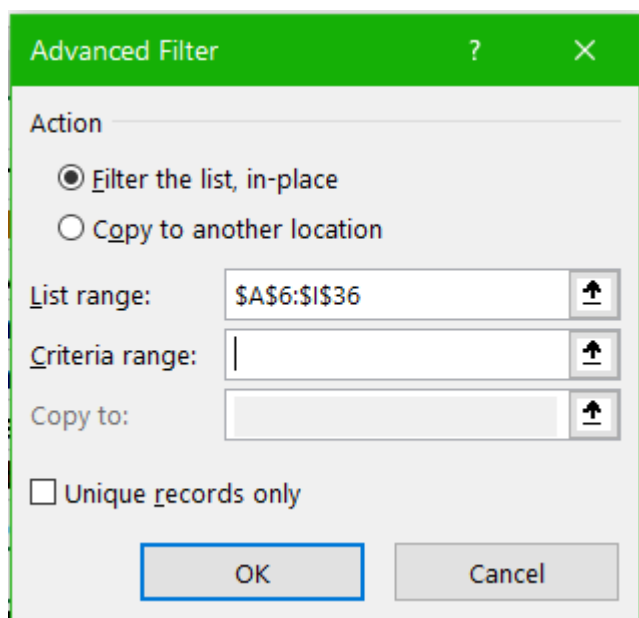 Advanced Filter ?
Action
Filter the list, in-place
Copy to another location
List range: $A$6:$I$36
Criteria range:
Copy to:
Unique records only
OK Cancel